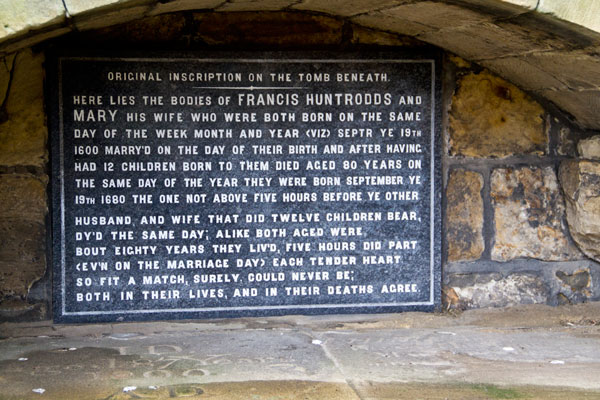 ORIGINAL INSCRIPTION ON THE TOMB BENEATH.
HERE LIES THE BODIES OF FRANCIS HUNTRODDS AND
MARY HIS WIFE WHO WERE BOTH BORN ON THE SAME
DAY OF THE WEEK MONTH AND YEAR (VIZ) SEPTR YE 19TH
1600 MARRY'D ON THE DAY OF THEIR BIRTH AND AFTER HAVING
HAD 12 CHILDREN BORN TO THEM DIED AGED 80 YEARS ON
THE SAME DAY OF THE YEAR THEY WERE BORN SEPTEMBER YE
19TH 1680 THE ONE NOT ABOVE FIVE HOURS BEFORE YE OTHER
HUSBAND, AND WIFE THAT DID TWELVE CHILDREN BEAR,
DY'D THE SAME DAY; ALIKE BOTH AGED WERE
BOUT EIGHTY YEARS THEY LIV'D, FIVE HOURS DID PART
(EV'N ON THE MARRIAGE DAY) EACH TENDER HEART
SO FIT A MATCH, SURELY, COULD NEVER BE;
BOTH, IN THEIR LIVES, AND IN THEIR DEATHS AGREE.